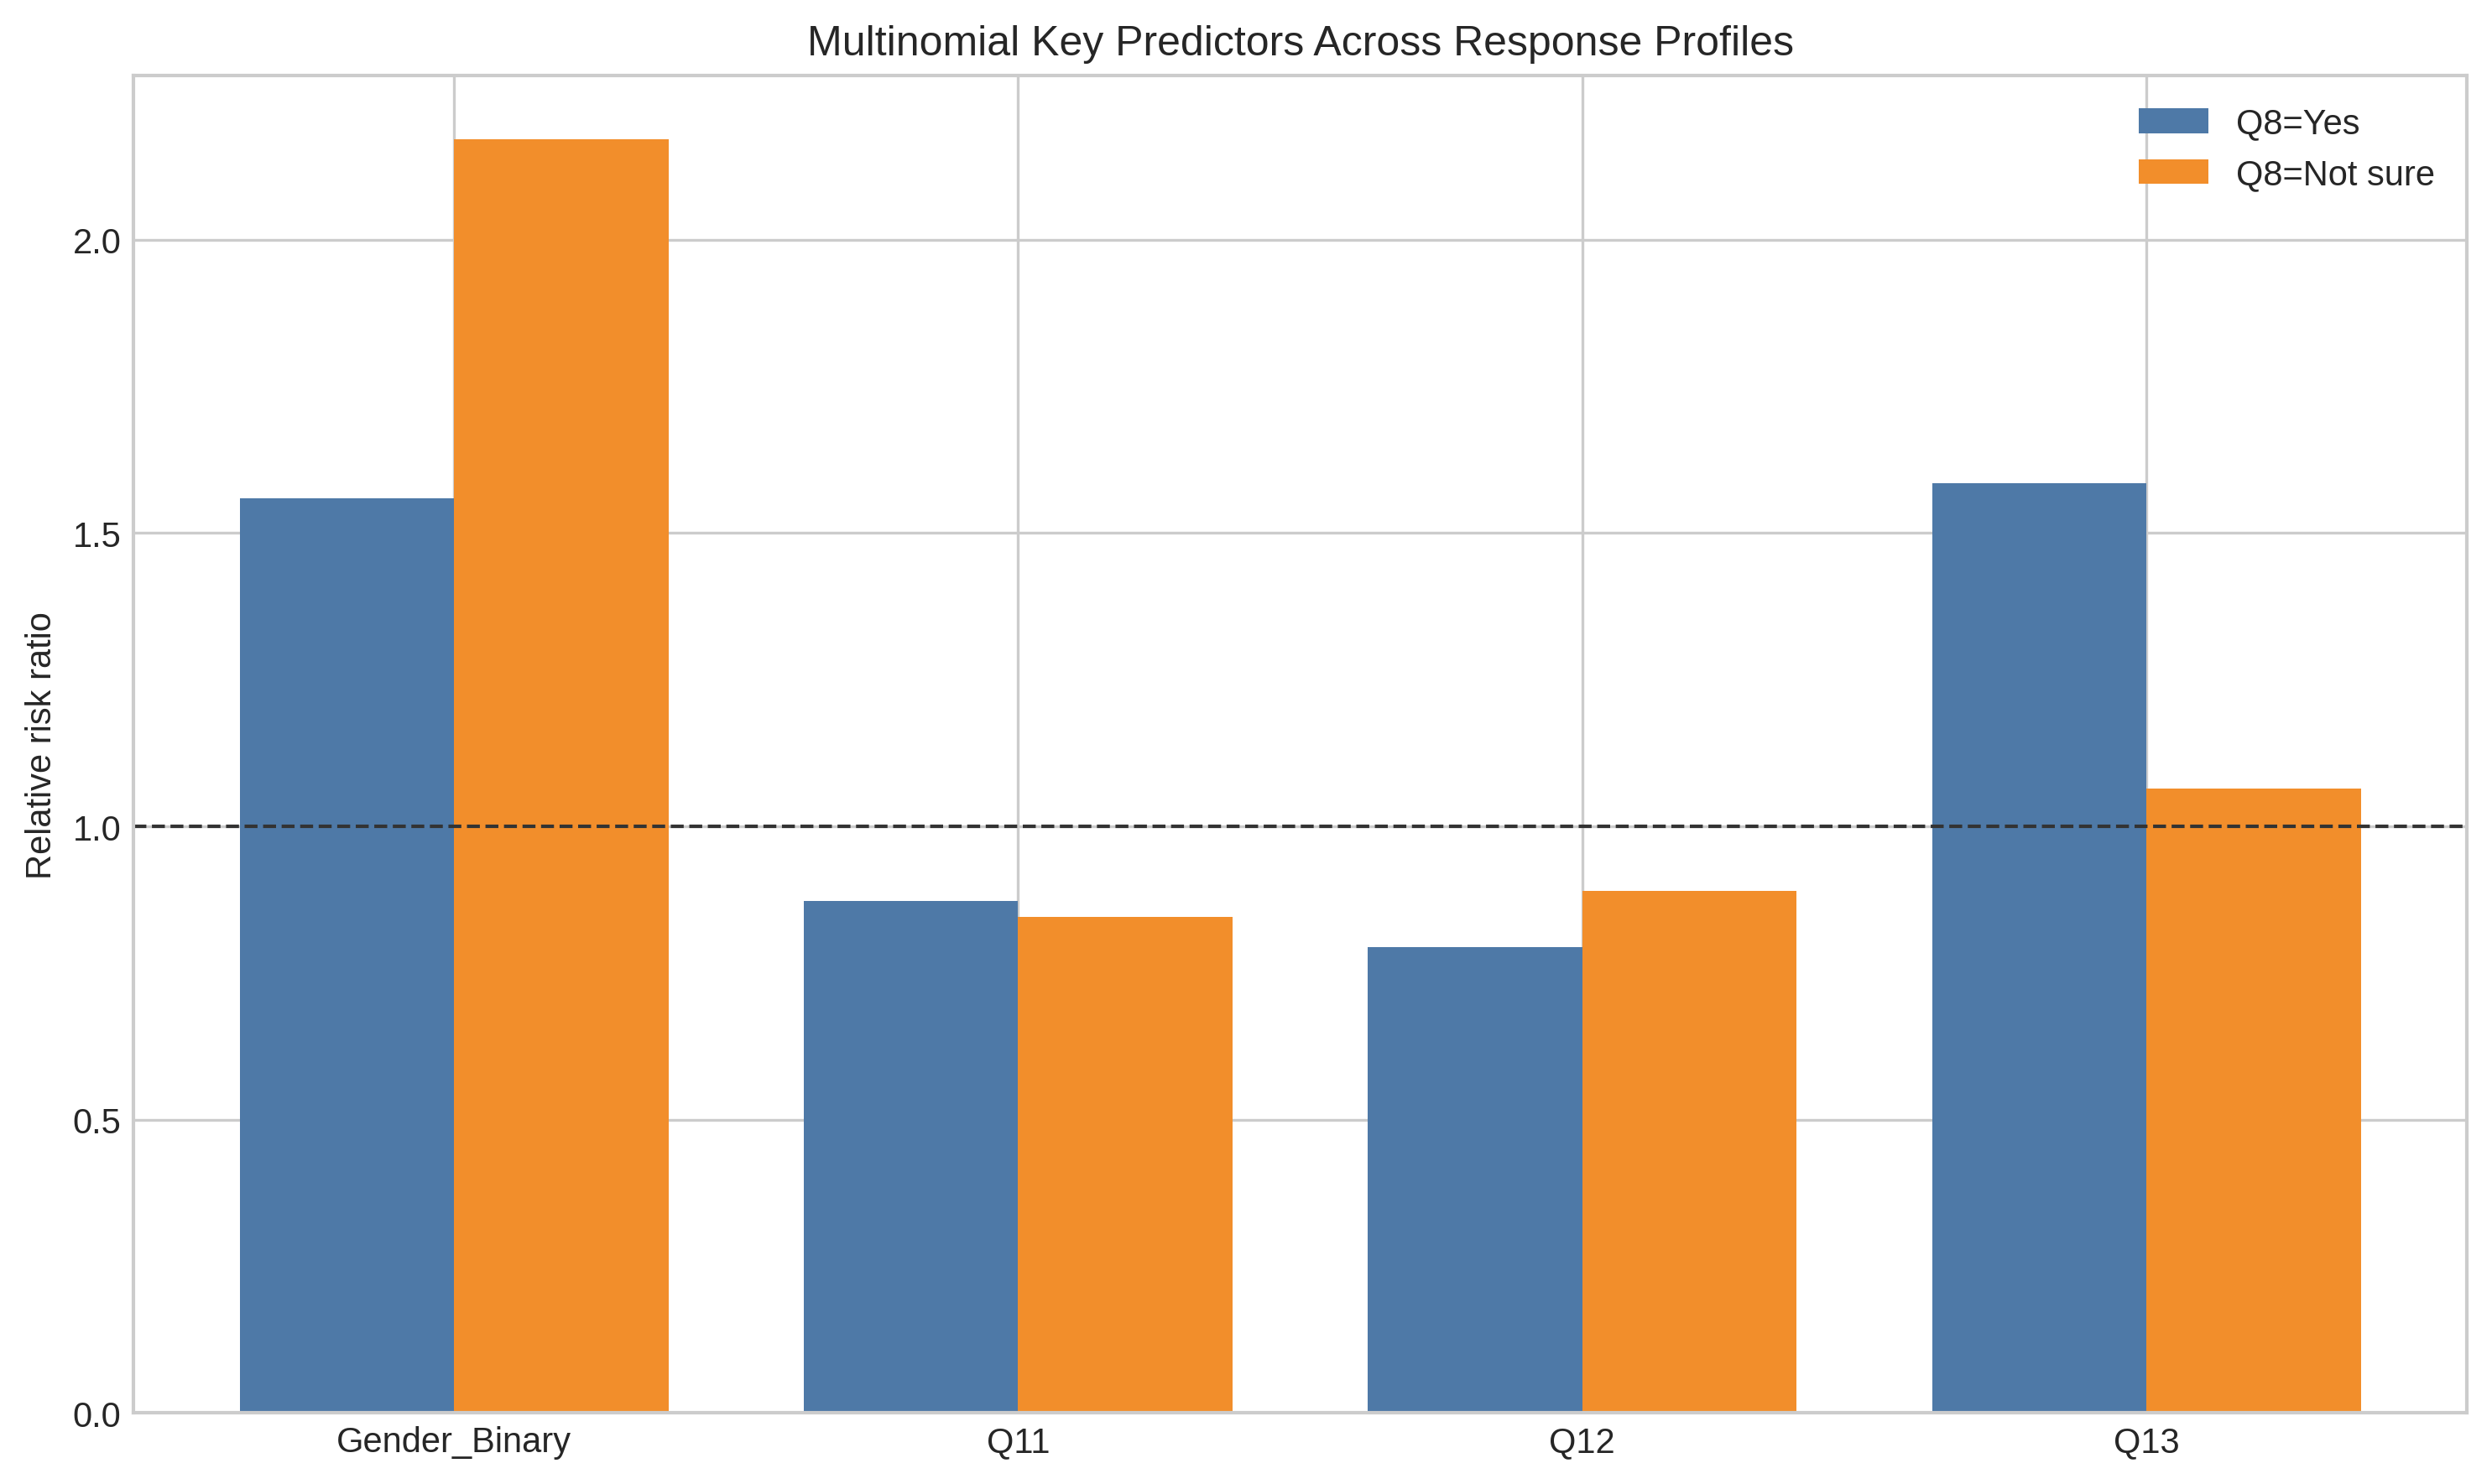 Multinomial Key Predictors Across Response Profiles
Q8=Yes
Q8=Not sure
Relative risk ratio
2.0
1.5
1.0
0.5
0.0
Gender_Binary
Q11
Q12
Q13